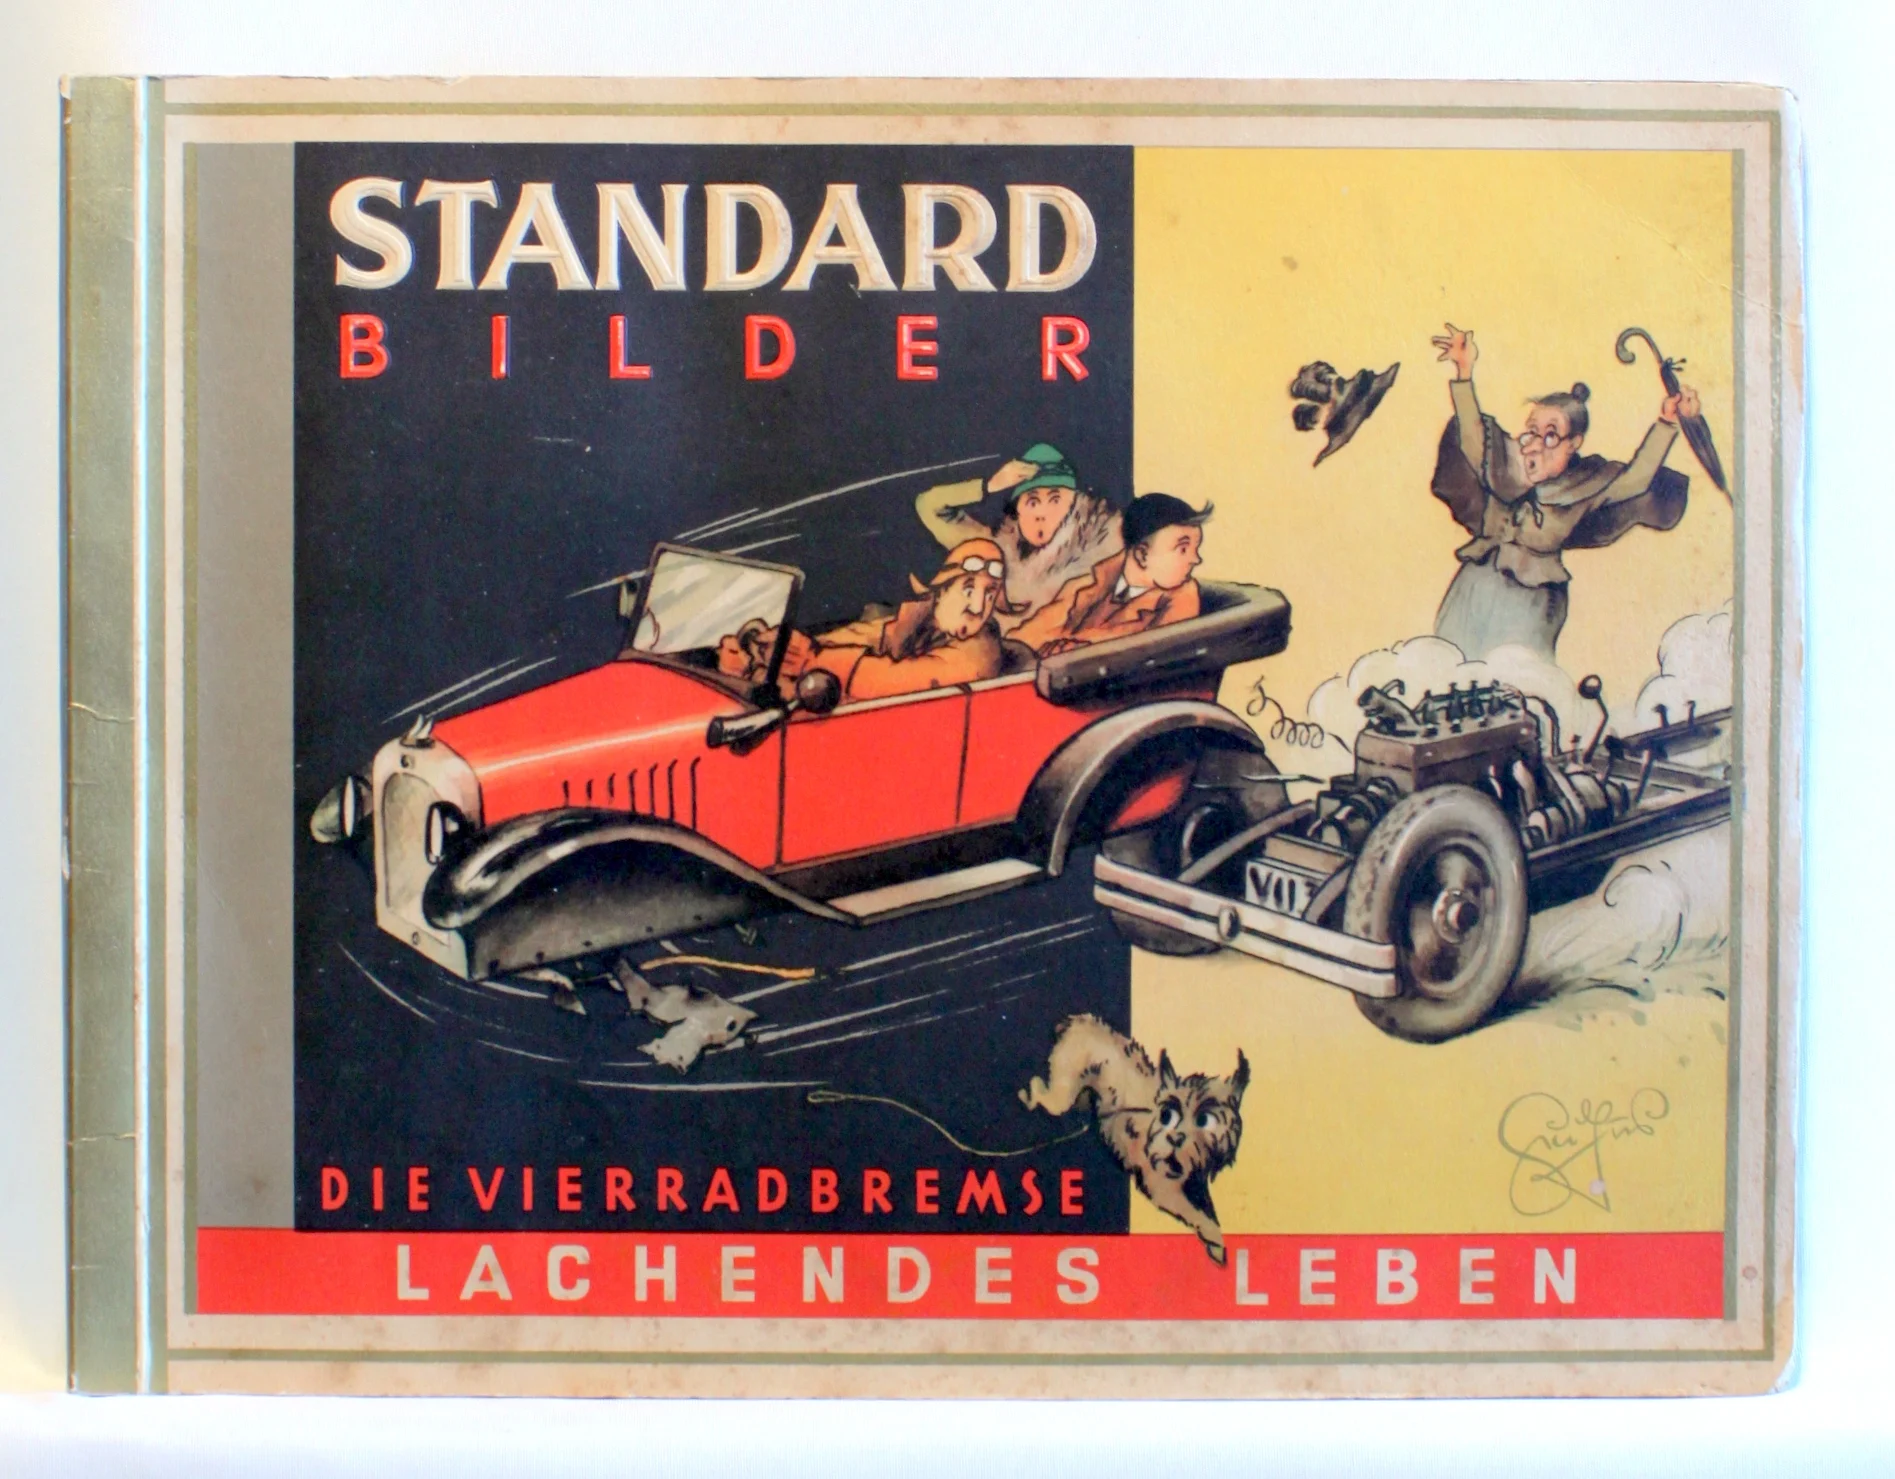 STANDARD
BILDER
DIE VIERRADBREMSE
LACHENDES LEBEN